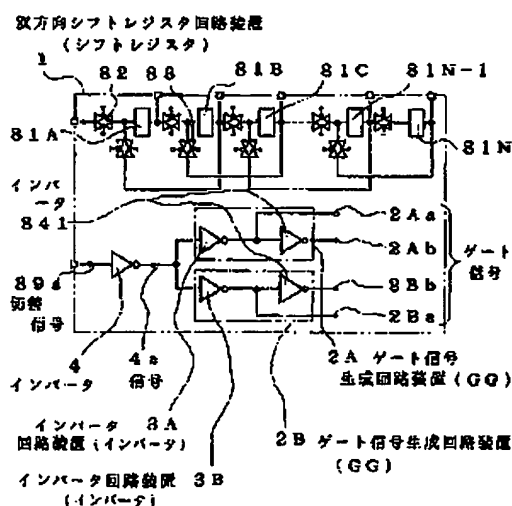 双方向シフトレジスタ回路装置
(シフトレジスタ)
1
82
83
81B
81C
81N-1
81A
81N
インバータ
841
2Aa
2Ab
2Bb
2Ba
ゲート信号
89a
切替信号
4
4a
信号
インバータ
2A ゲート信号
生成回路装置(GG)
インバータ 3A
回路装置(インバータ)
2B ゲート信号生成回路装置
(GG)
インバータ回路装置 3B
(インバータ)